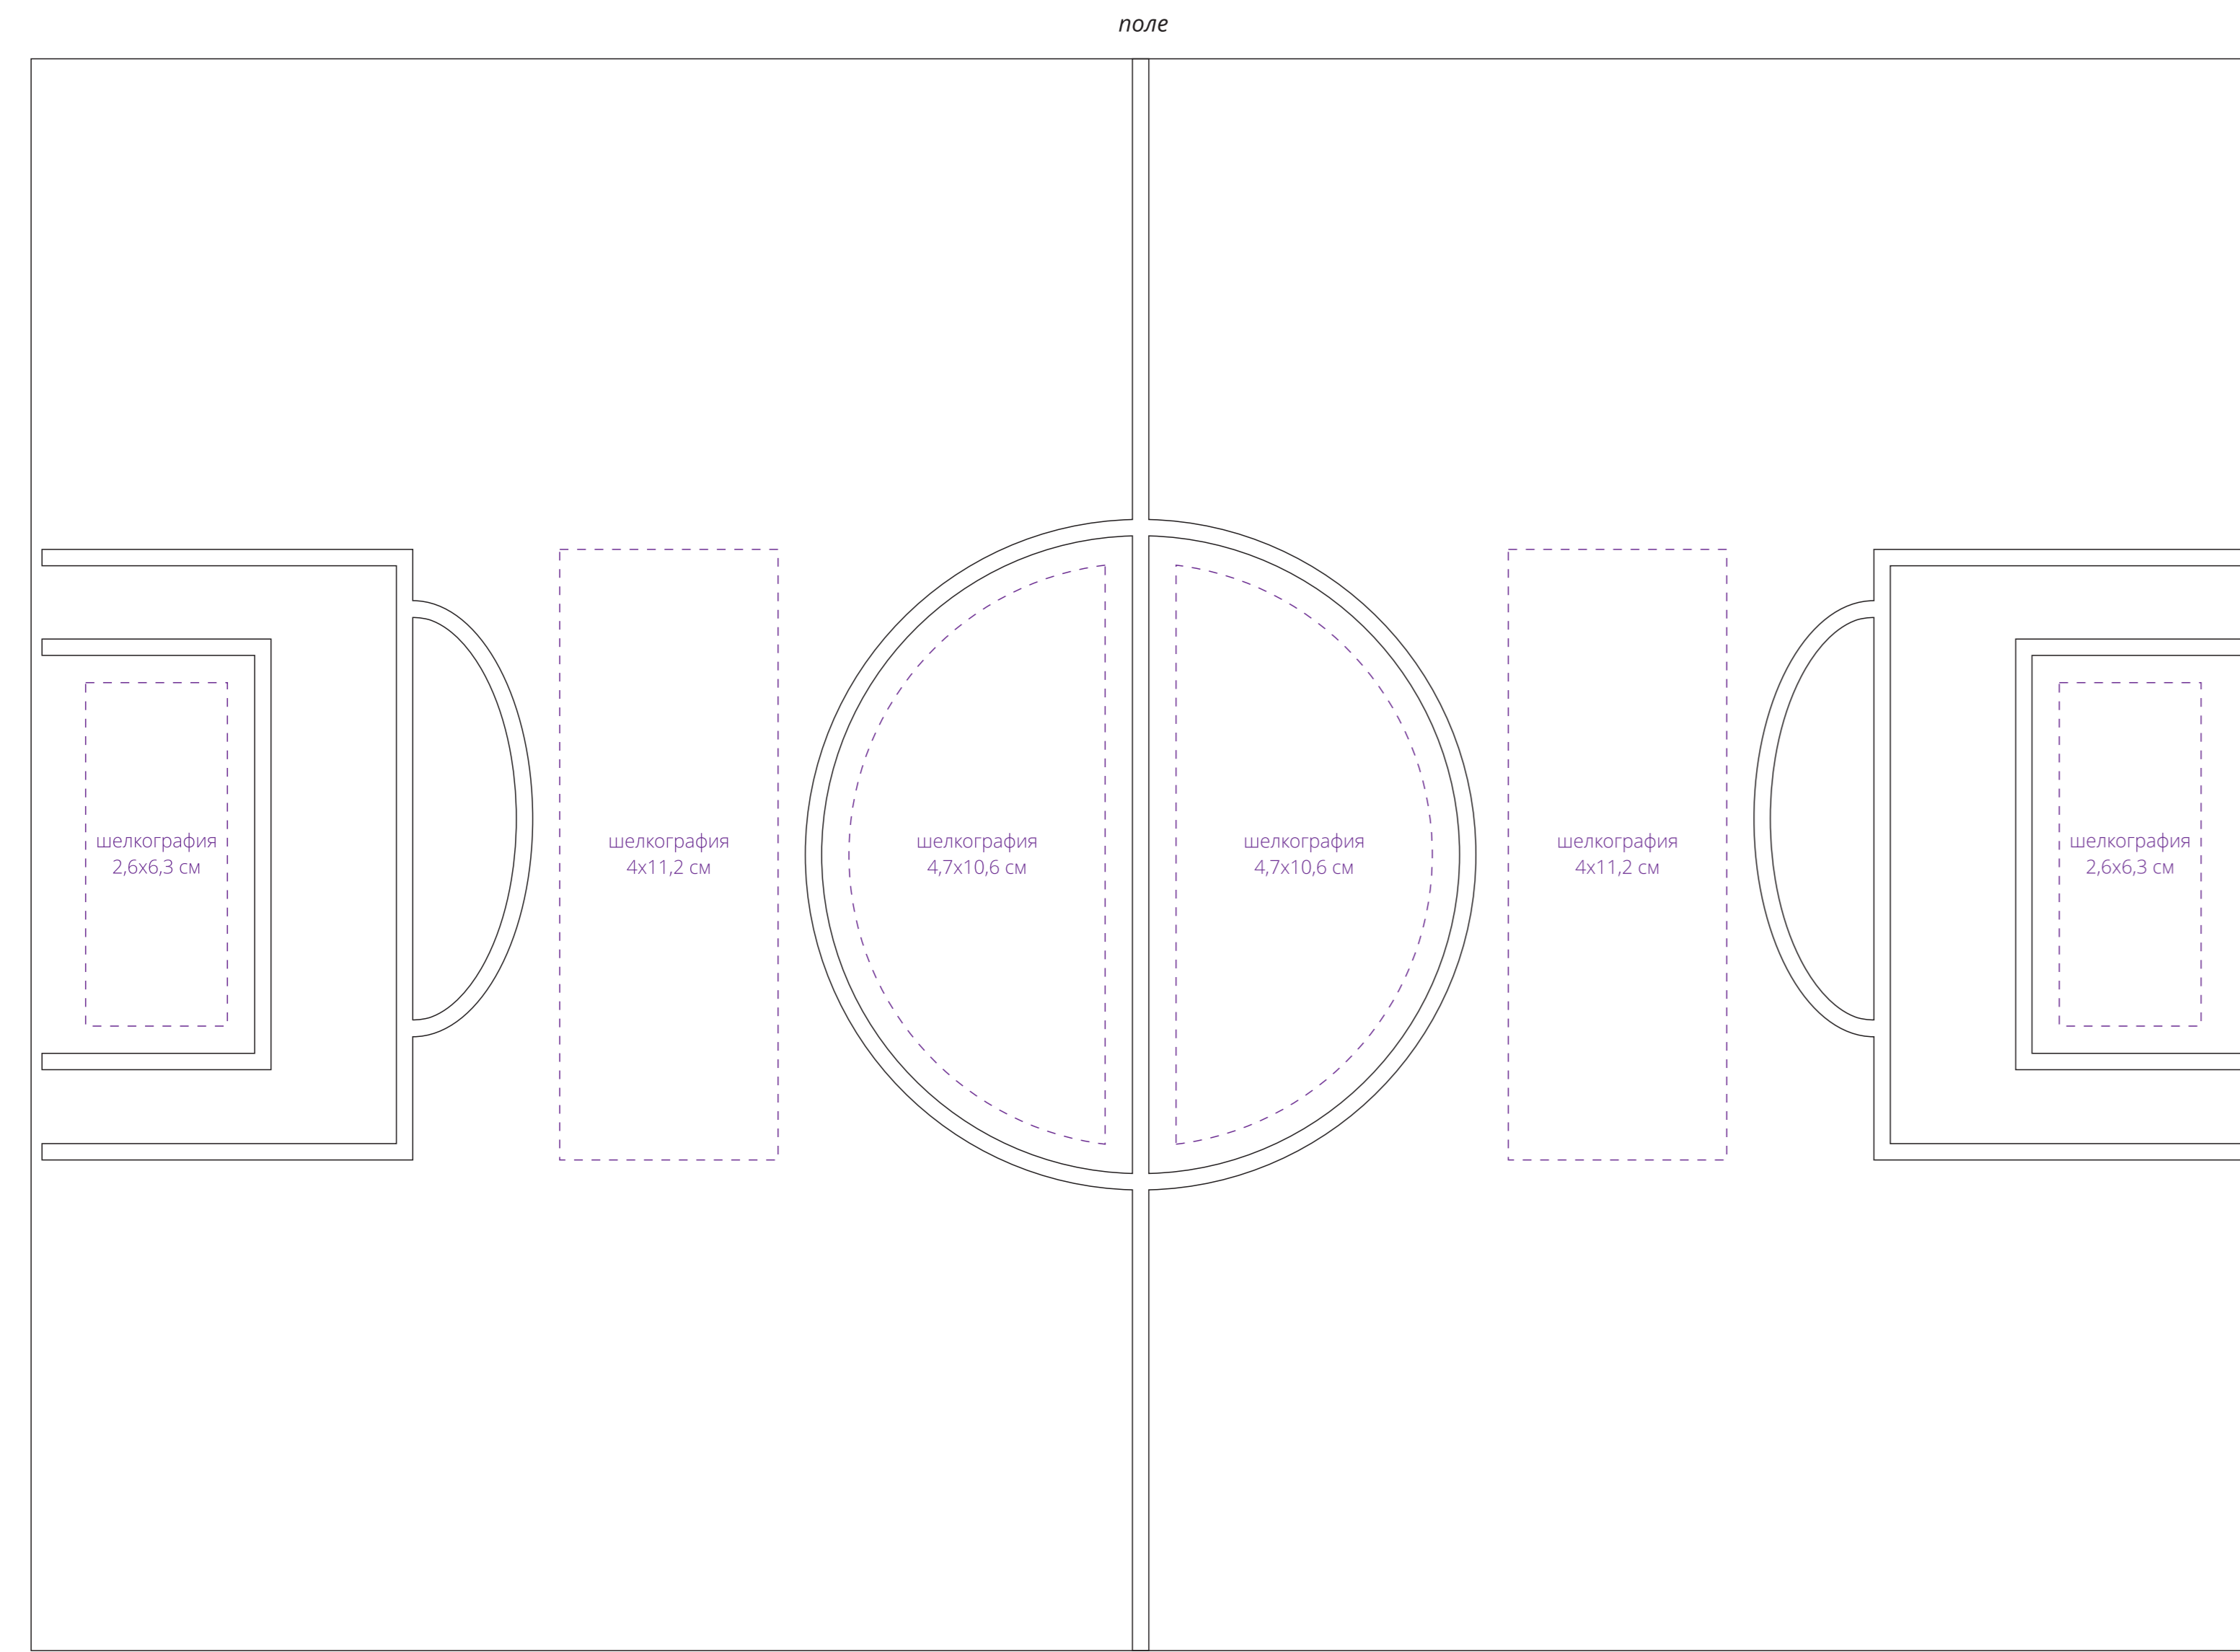 поле
шелкография
2,6х6,3 см
шелкография
4х11,2 см
шелкография
4,7х10,6 см
шелкография
4,7х10,6 см
шелкография
4х11,2 см
шелкография
2,6х6,3 см